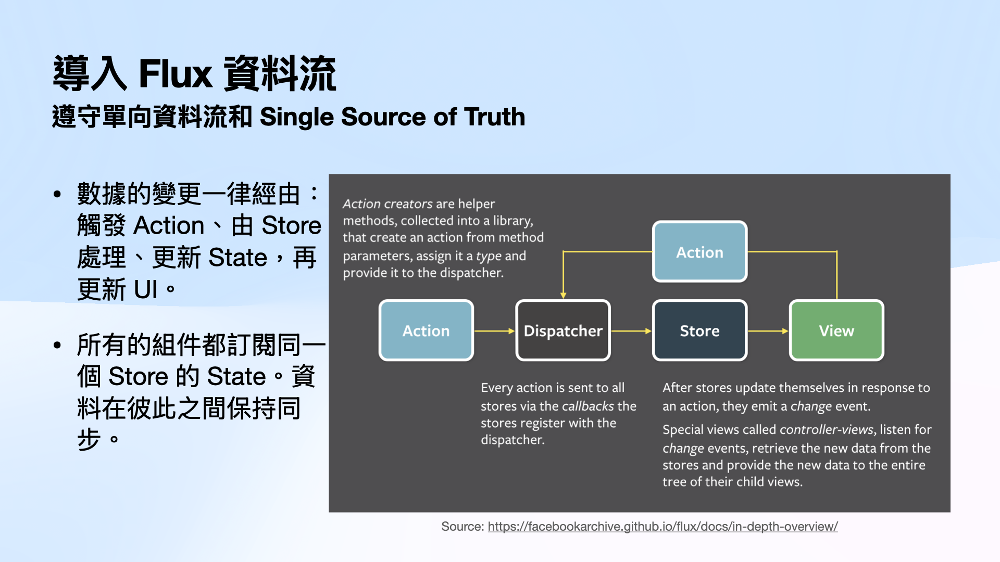 導入 Flux 資料流
遵守單向資料流和 Single Source of Truth
• 數據的變更一律經由：
觸發 Action、由 Store
處理、更新 State，再
更新 UI。
• 所有的組件都訂閱同一
個 Store 的 State。資
料在彼此之間保持同
步。
Action creators are helper
methods, collected into a library,
that create an action from method
parameters, assign it a type and
provide it to the dispatcher.
Action
Action
Dispatcher
Store
View
Every action is sent to all
stores via the callbacks the
stores register with the
dispatcher.
After stores update themselves in response to
an action, they emit a change event.
Special views called controller-views, listen for
change events, retrieve the new data from the
stores and provide the new data to the entire
tree of their child views.
Source: https://facebookarchive.github.io/flux/docs/in-depth-overview/